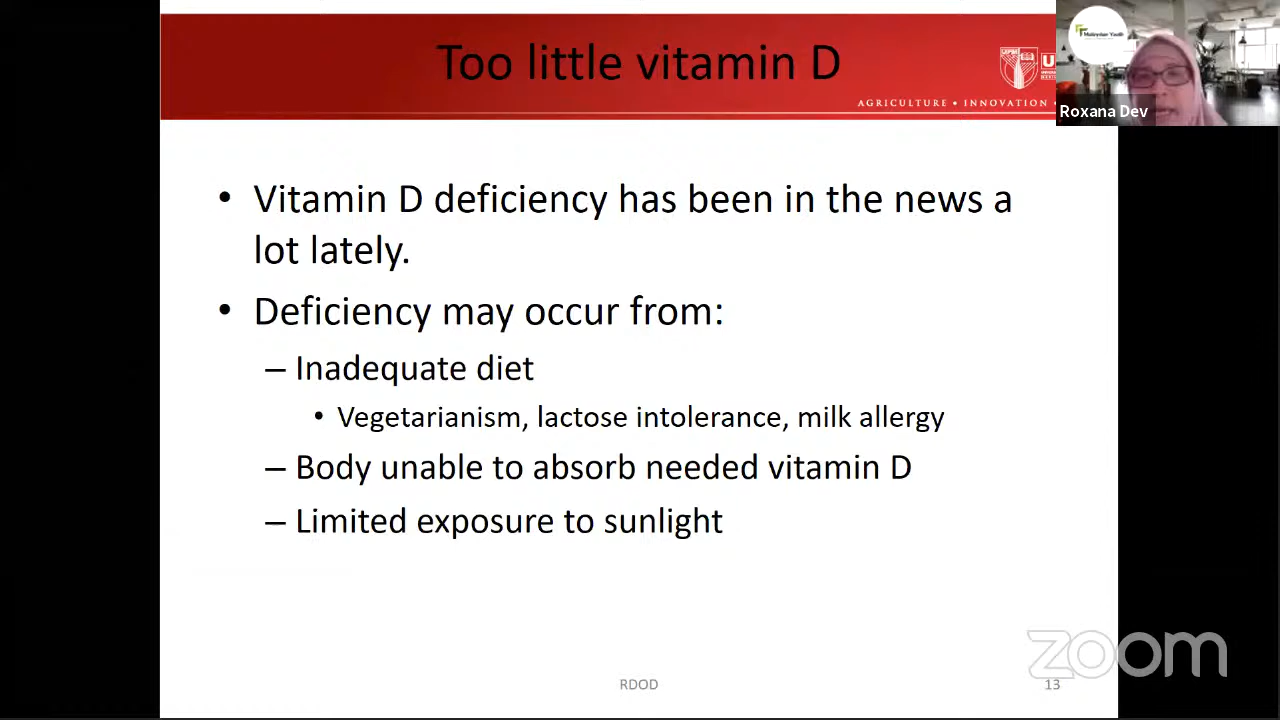 Too little vitamin D
AGRICULTURE • INNOVATION •
Malaysian Youth
Roxana Dev
• Vitamin D deficiency has been in the news a
lot lately.
• Deficiency may occur from:
– Inadequate diet
• Vegetarianism, lactose intolerance, milk allergy
– Body unable to absorb needed vitamin D
– Limited exposure to sunlight
zoom
RDOD
13